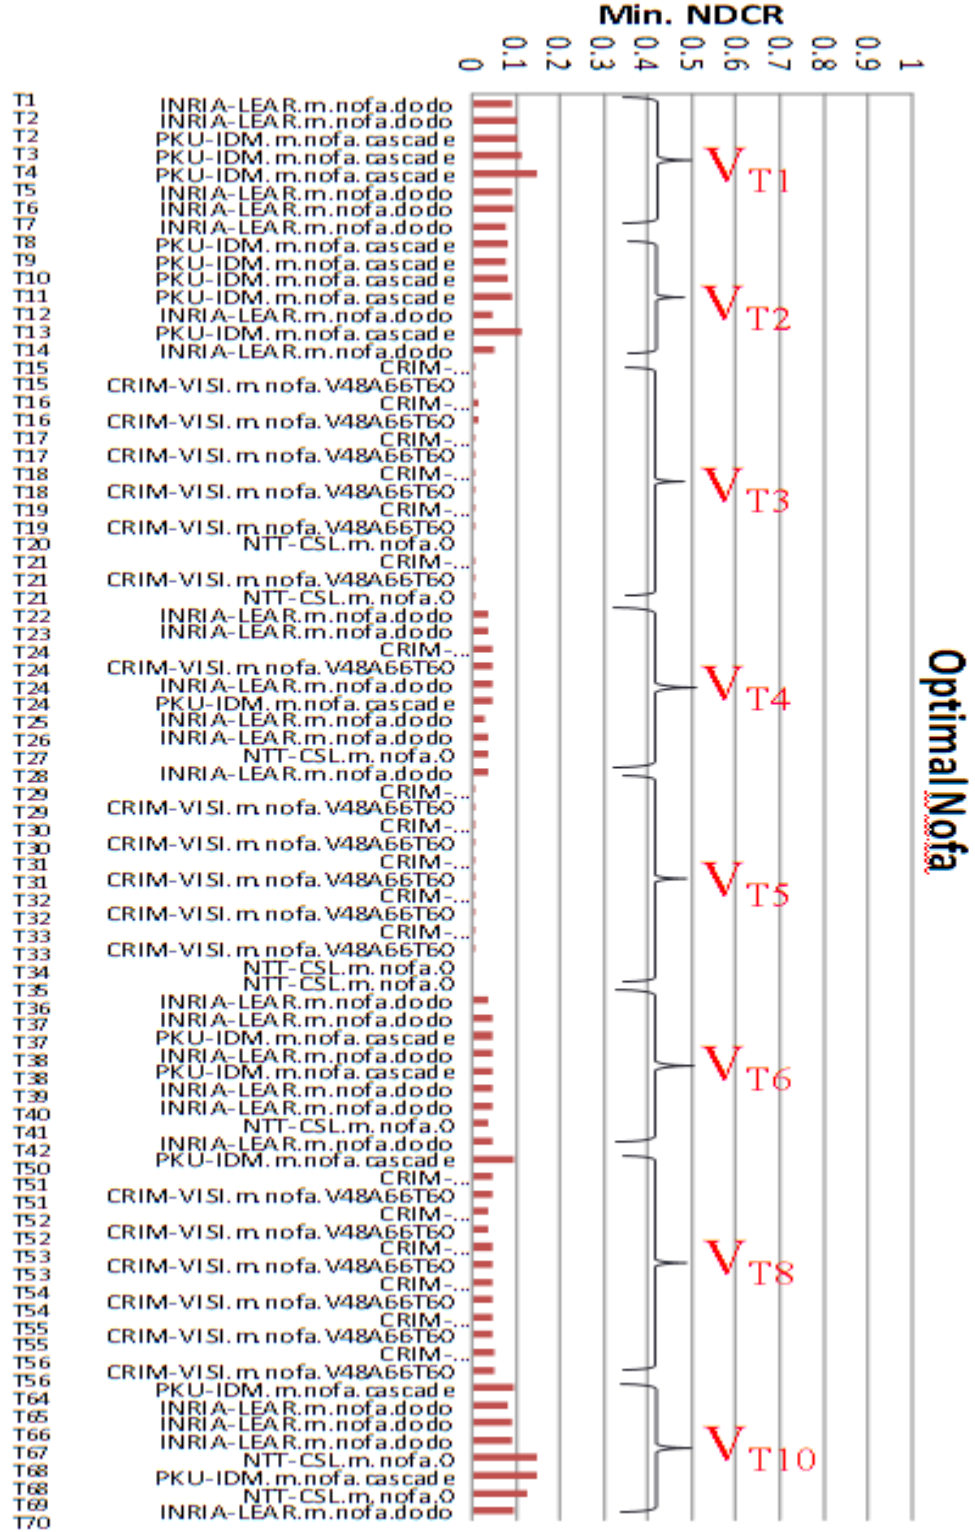 Min. NDCR
0 0.1 0.2 0.3 0.4 0.5 0.6 0.7 0.8 0.9 1
T1 INRIA-LEAR.m.nofa.dodo
T2 INRIA-LEAR.m.nofa.dodo
T2 PKU-IDM.m.nofa.cascade
T3 PKU-IDM.m.nofa.cascade
T4 PKU-IDM.m.nofa.cascade
T5 INRIA-LEAR.m.nofa.dodo
T6 INRIA-LEAR.m.nofa.dodo
T7 INRIA-LEAR.m.nofa.dodo
T8 PKU-IDM.m.nofa.cascade
T9 PKU-IDM.m.nofa.cascade
T10 PKU-IDM.m.nofa.cascade
T11 PKU-IDM.m.nofa.cascade
T12 INRIA-LEAR.m.nofa.dodo
T13 PKU-IDM.m.nofa.cascade
T14 INRIA-LEAR.m.nofa.dodo
T15 CRIM-...
T15 CRIM-VISI.m.nofa.V48A66T60
T16 CRIM-...
T16 CRIM-VISI.m.nofa.V48A66T60
T17 CRIM-...
T17 CRIM-VISI.m.nofa.V48A66T60
T18 CRIM-...
T18 CRIM-VISI.m.nofa.V48A66T60
T19 CRIM-...
T19 CRIM-VISI.m.nofa.V48A66T60
T20 NTT-CSL.m.nofa.0
T21 CRIM-...
T21 CRIM-VISI.m.nofa.V48A66T60
T21 NTT-CSL.m.nofa.0
T22 INRIA-LEAR.m.nofa.dodo
T23 INRIA-LEAR.m.nofa.dodo
T24 CRIM-...
T24 CRIM-VISI.m.nofa.V48A66T60
T24 INRIA-LEAR.m.nofa.dodo
T24 PKU-IDM.m.nofa.cascade
T25 INRIA-LEAR.m.nofa.dodo
T26 INRIA-LEAR.m.nofa.dodo
T27 NTT-CSL.m.nofa.0
T28 INRIA-LEAR.m.nofa.dodo
T29 CRIM-...
T29 CRIM-VISI.m.nofa.V48A66T60
T30 CRIM-...
T30 CRIM-VISI.m.nofa.V48A66T60
T31 CRIM-...
T31 CRIM-VISI.m.nofa.V48A66T60
T32 CRIM-...
T32 CRIM-VISI.m.nofa.V48A66T60
T33 CRIM-...
T33 CRIM-VISI.m.nofa.V48A66T60
T34 NTT-CSL.m.nofa.0
T35 NTT-CSL.m.nofa.0
T36 INRIA-LEAR.m.nofa.dodo
T37 INRIA-LEAR.m.nofa.dodo
T37 PKU-IDM.m.nofa.cascade
T38 INRIA-LEAR.m.nofa.dodo
T38 PKU-IDM.m.nofa.cascade
T39 INRIA-LEAR.m.nofa.dodo
T40 INRIA-LEAR.m.nofa.dodo
T41 NTT-CSL.m.nofa.0
T42 INRIA-LEAR.m.nofa.dodo
T50 PKU-IDM.m.nofa.cascade
T51 CRIM-...
T51 CRIM-VISI.m.nofa.V48A66T60
T52 CRIM-...
T52 CRIM-VISI.m.nofa.V48A66T60
T53 CRIM-...
T53 CRIM-VISI.m.nofa.V48A66T60
T54 CRIM-...
T54 CRIM-VISI.m.nofa.V48A66T60
T55 CRIM-...
T55 CRIM-VISI.m.nofa.V48A66T60
T56 CRIM-...
T56 CRIM-VISI.m.nofa.V48A66T60
T64 PKU-IDM.m.nofa.cascade
T65 INRIA-LEAR.m.nofa.dodo
T66 INRIA-LEAR.m.nofa.dodo
T67 INRIA-LEAR.m.nofa.dodo
T68 NTT-CSL.m.nofa.0
T68 PKU-IDM.m.nofa.cascade
T69 NTT-CSL.m.nofa.0
T70 INRIA-LEAR.m.nofa.dodo
V T1
V T2
V T3
V T4
V T5
V T6
V T8
V T10
Optimal Nofa